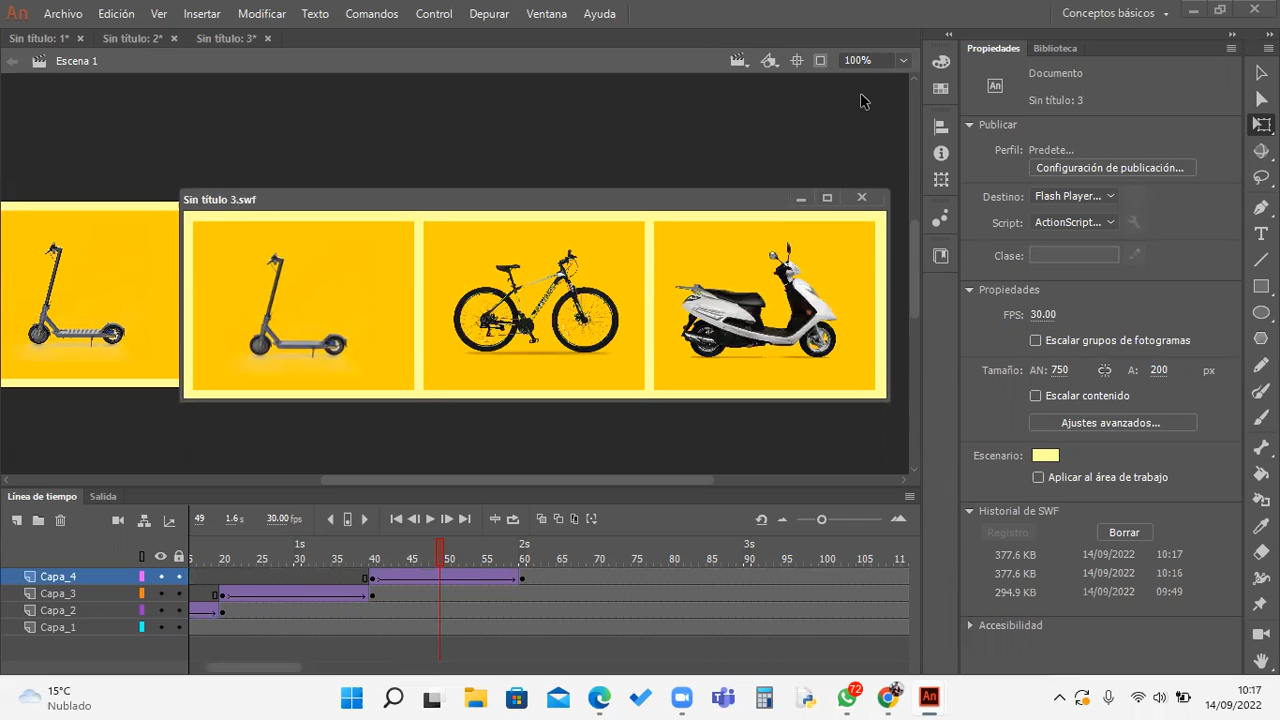 An Archivo Edición Ver Insertar Modificar Texto Comandos Control Depurar Ventana Ayuda Conceptos básicos
Sin título: 1* × Sin título: 2* × Sin título: 3* ×
Escena 1 100%
Propiedades Biblioteca
An Documento
Sin título: 3
Publicar
Perfil: Predete...
Configuración de publicación...
Destino: Flash Player...
Script: ActionScript...
Clase:
Propiedades
FPS: 30.00
Escalar grupos de fotogramas
Tamaño: AN: 750 A: 200 px
Escalar contenido
Ajustes avanzados...
Escenario:
Aplicar al área de trabajo
Historial de SWF
Registro Borrar
377.6 KB 14/09/2022 10:17
377.6 KB 14/09/2022 10:16
294.9 KB 14/09/2022 09:49
Accesibilidad
Sin título 3.swf
Línea de tiempo Salida
49 1.6 s 30.00 fps
1s 2s 3s
5 20 25 30 35 40 45 50 55 60 65 70 75 80 85 90 95 100 105 11
Capa_4
Capa_3
Capa_2
Capa_1
15°C
Nublado
72
An
10:17
14/09/2022